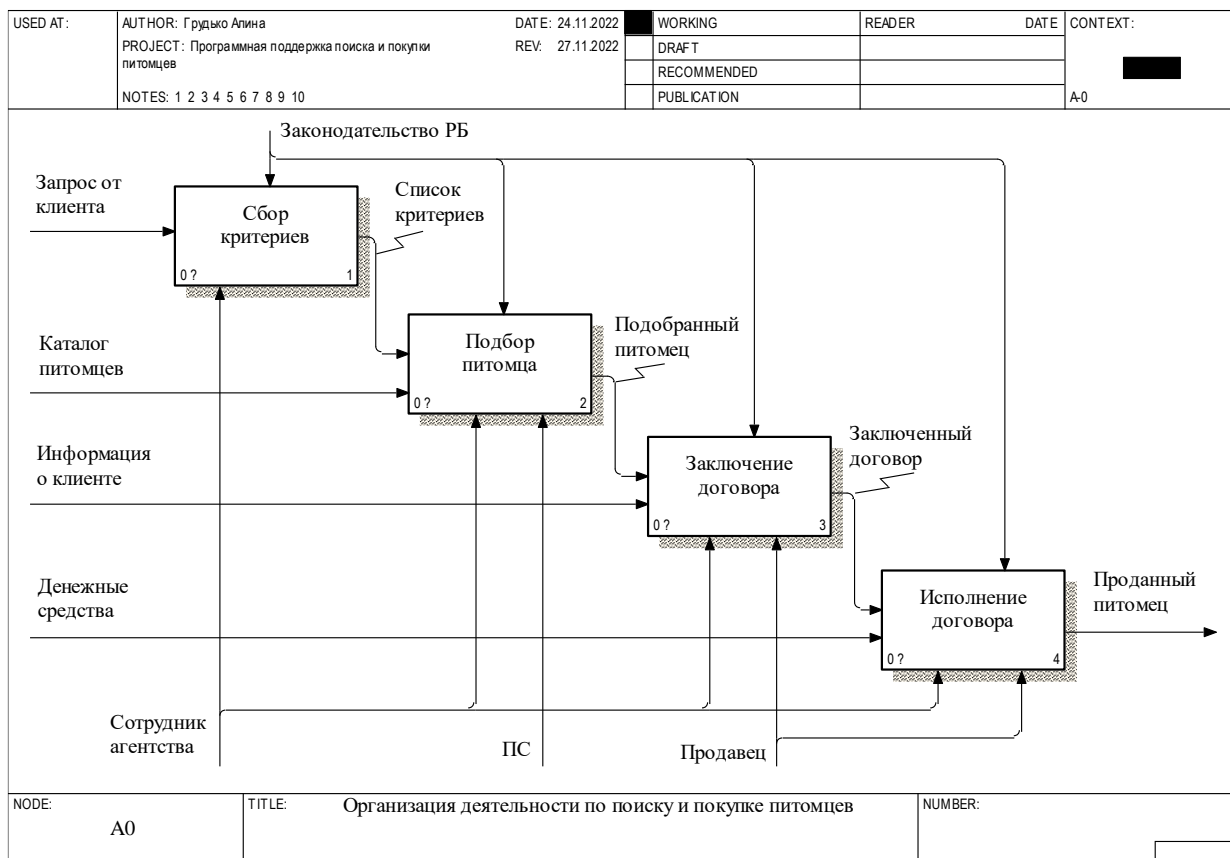 USED AT:
AUTHOR: Грудько Алина
DATE: 24.11.2022
PROJECT: Программная поддержка поиска и покупки
питомцев
REV: 27.11.2022
NOTES: 1 2 3 4 5 6 7 8 9 10
WORKING
DRAFT
RECOMMENDED
PUBLICATION
READER
DATE
CONTEXT:
A-0
Законодательство РБ
Запрос от
клиента
Сбор
критериев
0 ?
1
Список
критериев
Каталог
питомцев
Подбор
питомца
0 ?
2
Подобранный
питомец
Информация
о клиенте
Заключение
договора
0 ?
3
Заключенный
договор
Денежные
средства
Исполнение
договора
0 ?
4
Проданный
питомец
Сотрудник
агентства
ПС
Продавец
NODE:
A0
TITLE:
Организация деятельности по поиску и покупке питомцев
NUMBER: